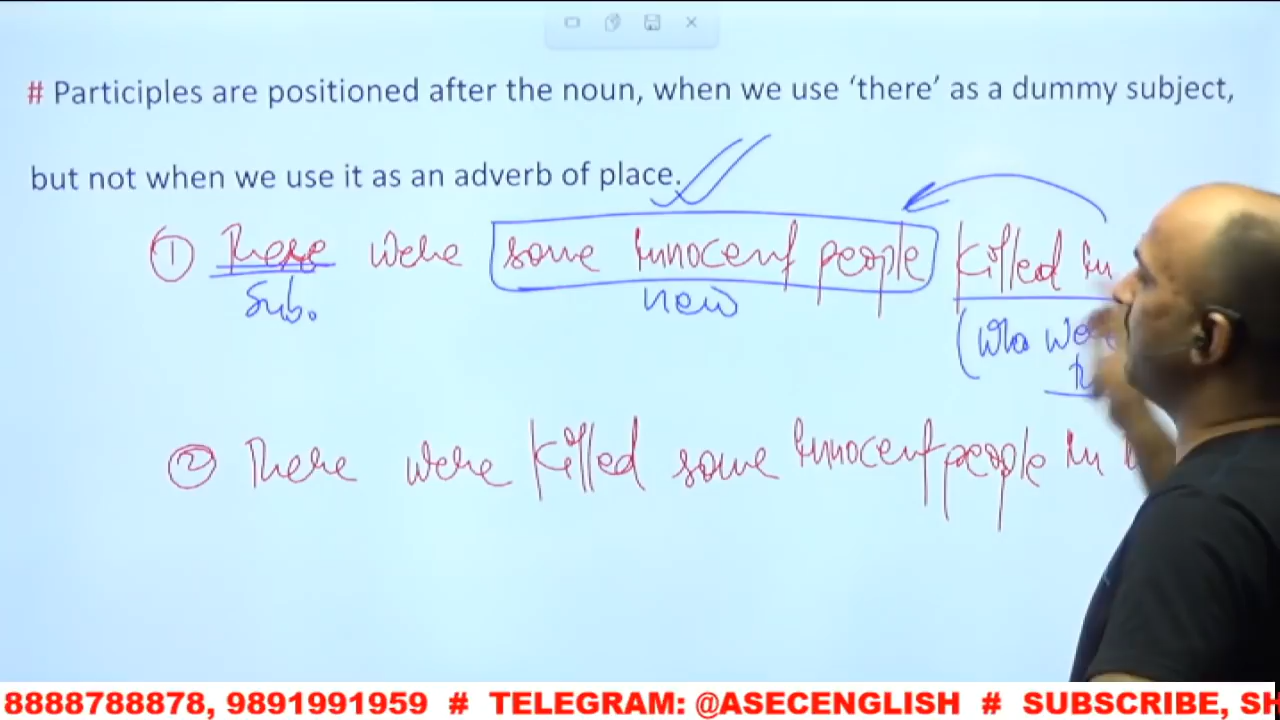 # Participles are positioned after the noun, when we use ‘there’ as a dummy subject,
but not when we use it as an adverb of place.
① There were some innocent people killed in
Sub. new (who were
② There were killed some innocent people in
8888788878, 9891991959 # TELEGRAM: @ASECENGLISH # SUBSCRIBE, SH